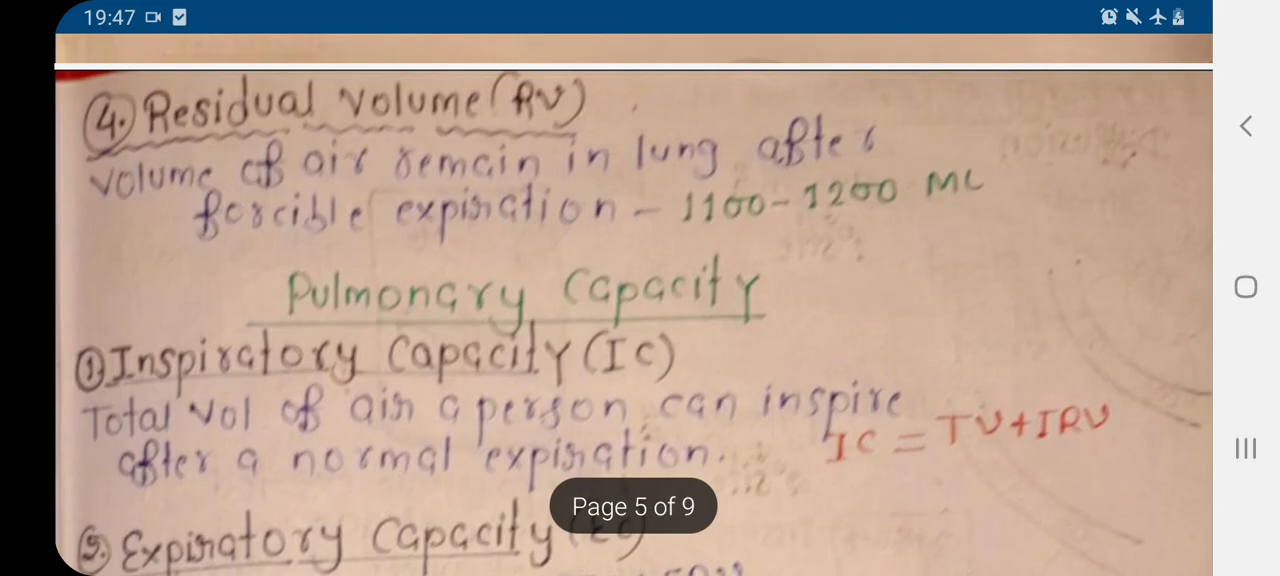 19:47
④. Residual volume (RV)
volume of air remain in lung after
forcible expiration - 1100-1200 ML
Pulmonary Capacity
① Inspiratory Capacity (IC)
Total vol of air a person can inspire
after a normal expiration. IC = TV+IRV
Page 5 of 9
Expiratory Capacity (EC)